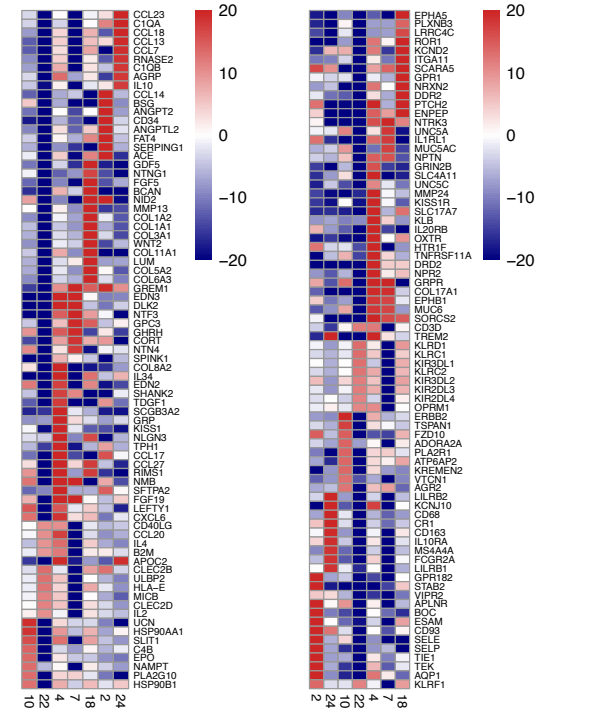 CCL23
C1QA
CCL18
CCL13
CCL7
RNASE2
C1QB
AGRP
IL10
CCL14
BSG
ANGPT2
CD34
ANGPTL2
FAT4
SERPING1
ACE
GDF5
NTNG1
FGF5
BCAN
NID2
MMP13
COL1A2
COL1A1
COL3A1
WNT2
COL11A1
LUM
COL5A2
COL6A3
GREM1
EDN3
DLK2
NTF3
GPC3
GHRH
CORT
NTN4
SPINK1
COL8A2
IL34
EDN2
SHANK2
TDGF1
SCGB3A2
GRP
KISS1
NLGN3
TPH1
CCL17
CCL27
RIMS1
NMB
SFTPA2
FGF19
LEFTY1
CXCL6
CD40LG
CCL20
IL4
B2M
APOC2
CLEC2B
ULBP2
HLA−E
MICB
CLEC2D
IL2
UCN
HSP90AA1
SLIT1
C4B
EPO
NAMPT
PLA2G10
HSP90B1
10 22 4 7 18 2 24
20
10
0
−10
−20
EPHA5
PLXNB3
LRRC4C
ROR1
KCND2
ITGA11
SCARA5
GPR1
NRXN2
DDR2
PTCH2
ENPEP
NTRK3
UNC5A
IL1RL1
MUC5AC
NPTN
GRIN2B
SLC4A11
UNC5C
MMP24
KISS1R
SLC17A7
KLB
IL20RB
OXTR
HTR1F
TNFRSF11A
DRD2
NPR2
GRPR
COL17A1
EPHB1
MUC6
SORCS2
CD3D
TREM2
KLRD1
KLRC1
KIR3DL1
KLRC2
KIR3DL2
KIR2DL3
KIR2DL4
OPRM1
ERBB2
TSPAN1
FZD10
ADORA2A
PLA2R1
ATP6AP2
KREMEN2
VTCN1
AGR2
LILRB2
KCNJ10
CD68
CR1
CD163
IL10RA
MS4A4A
FCGR2A
LILRB1
GPR182
STAB2
VIPR2
APLNR
BOC
ESAM
CD93
SELE
SELP
TIE1
TEK
AQP1
KLRF1
2 24 10 22 4 7 18
20
10
0
−10
−20